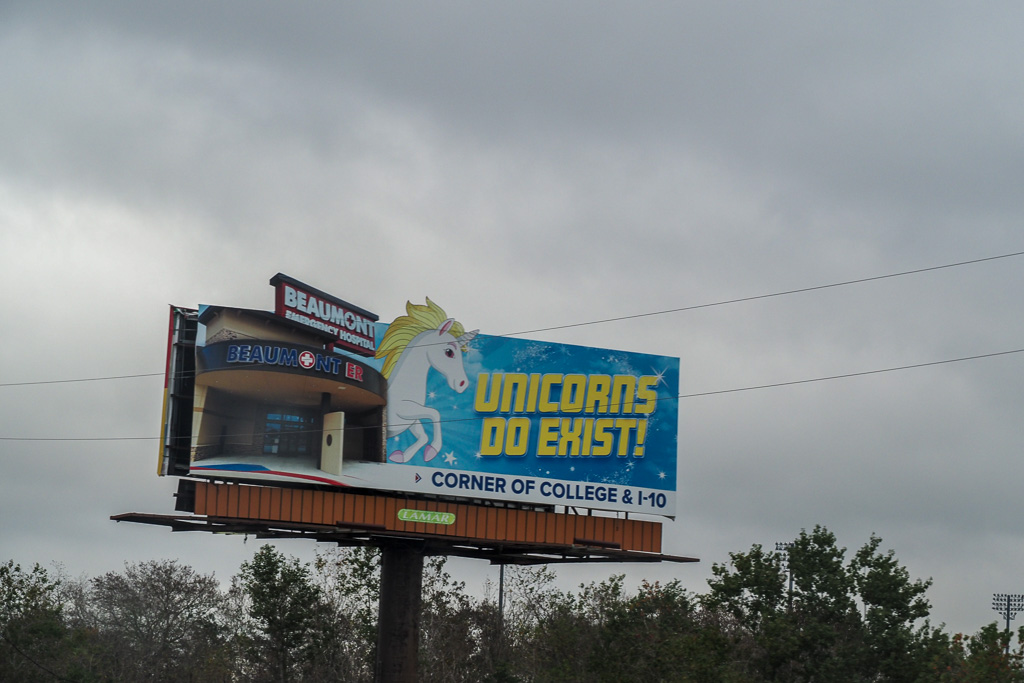 BEAUMONT
EMERGENCY HOSPITAL
BEAUMONT ER
UNICORNS
DO EXIST!
CORNER OF COLLEGE & I-10
LAMAR